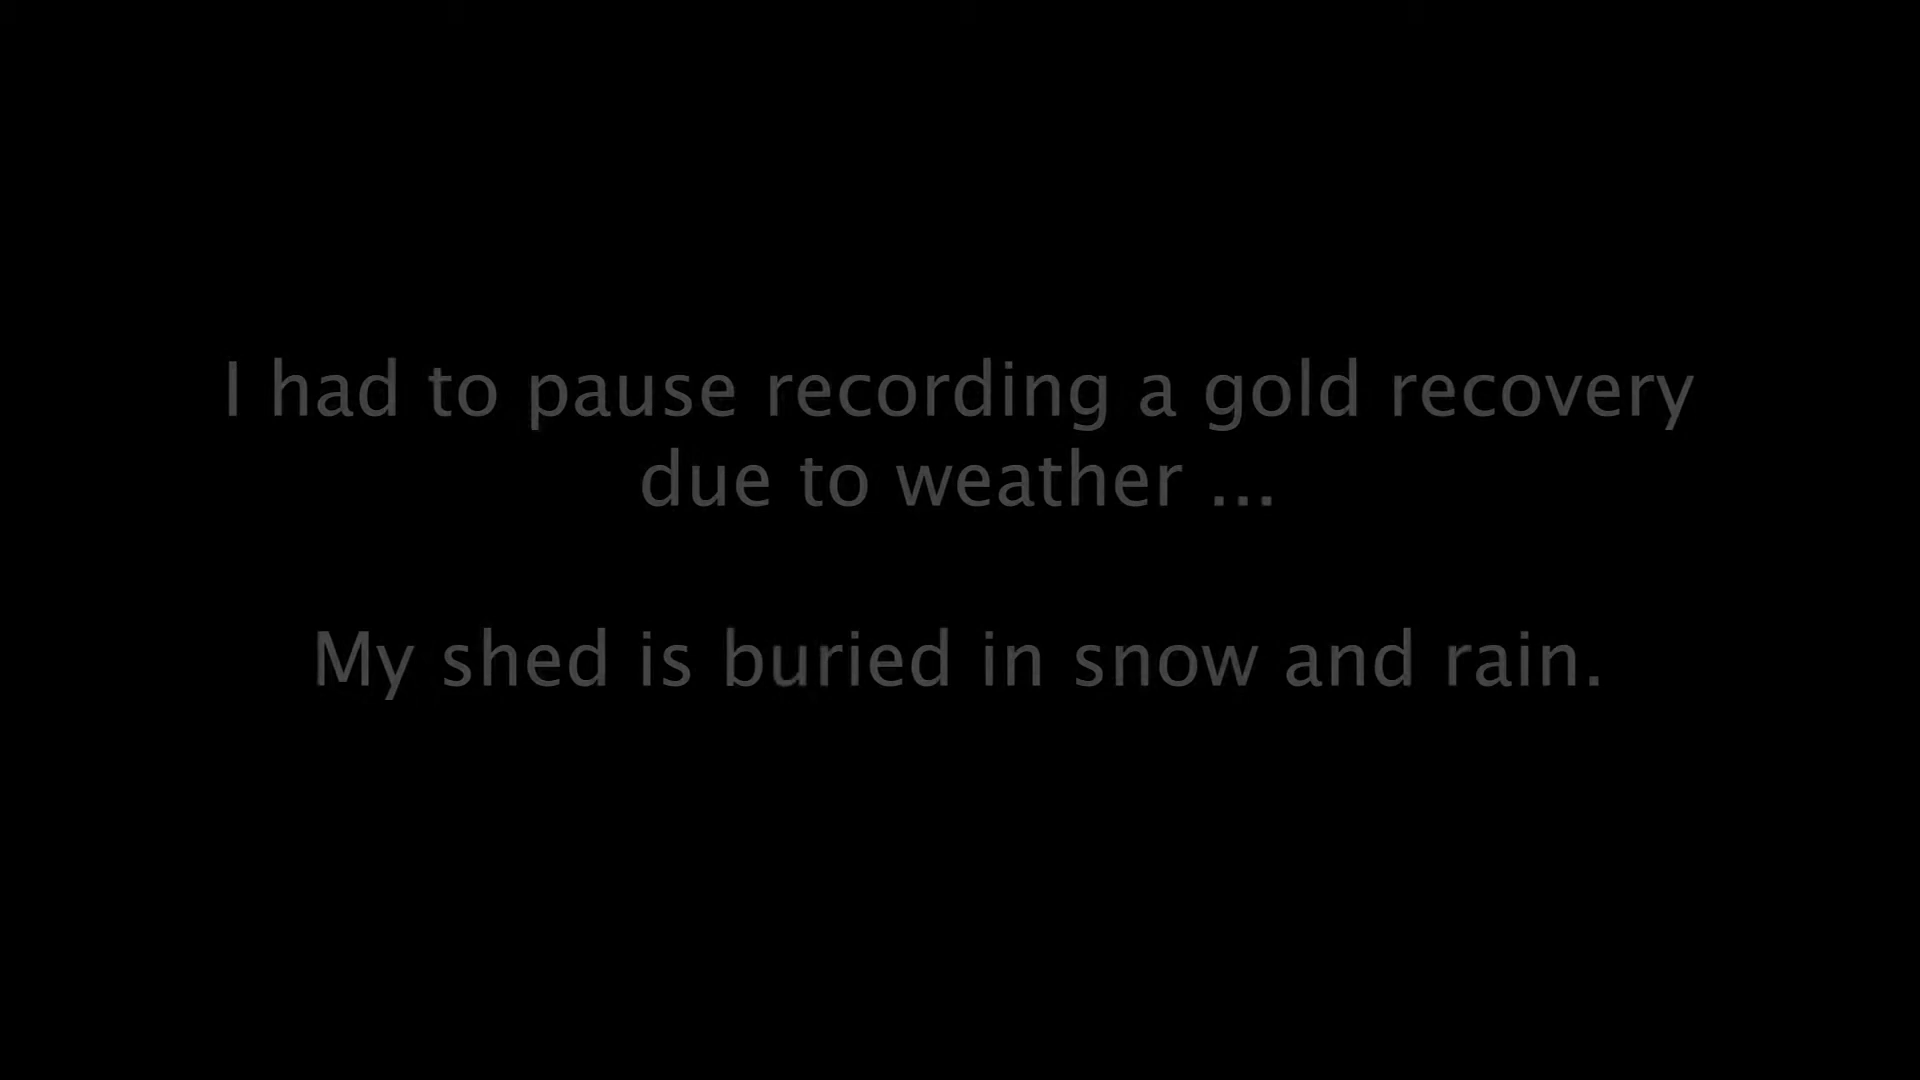 I had to pause recording a gold recovery
due to weather ...
My shed is buried in snow and rain.